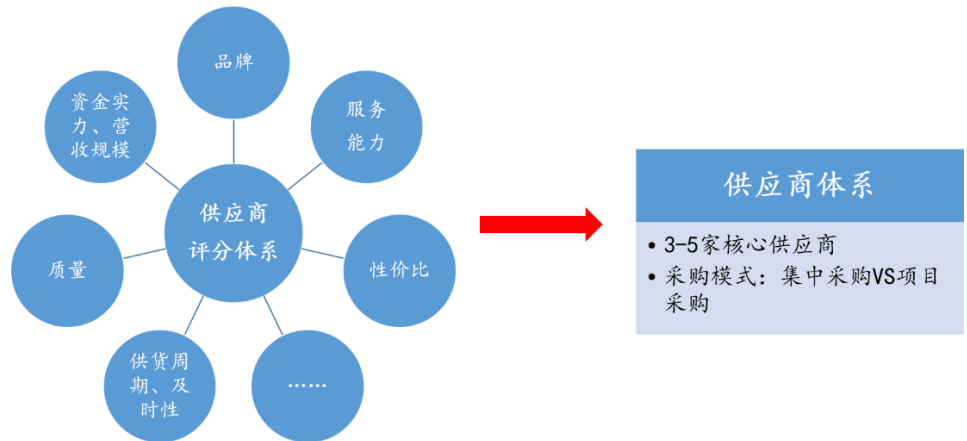 品牌
资金实
力、营
收规模
服务
能力
供应商
评分体系
质量
性价比
供货周
期、及
时性
……
供应商体系
• 3-5家核心供应商
• 采购模式：集中采购VS项目
采购